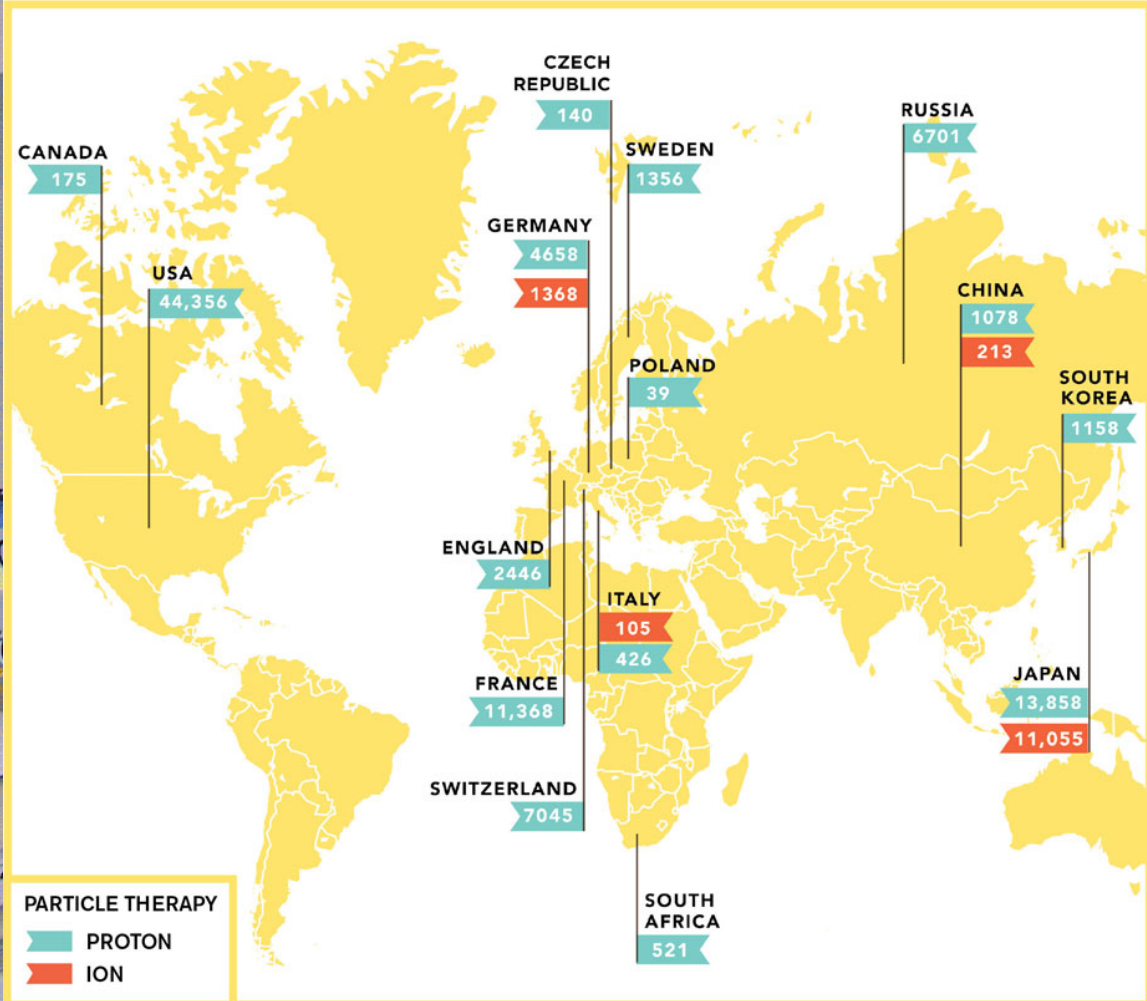 CZECH
REPUBLIC
140
RUSSIA
6701
CANADA
175
SWEDEN
1356
GERMANY
4658
1368
USA
44,356
CHINA
1078
213
POLAND
39
SOUTH
KOREA
1158
ENGLAND
2446
ITALY
105
426
FRANCE
11,368
JAPAN
13,858
11,055
SWITZERLAND
7045
SOUTH
AFRICA
521
PARTICLE THERAPY
PROTON
ION